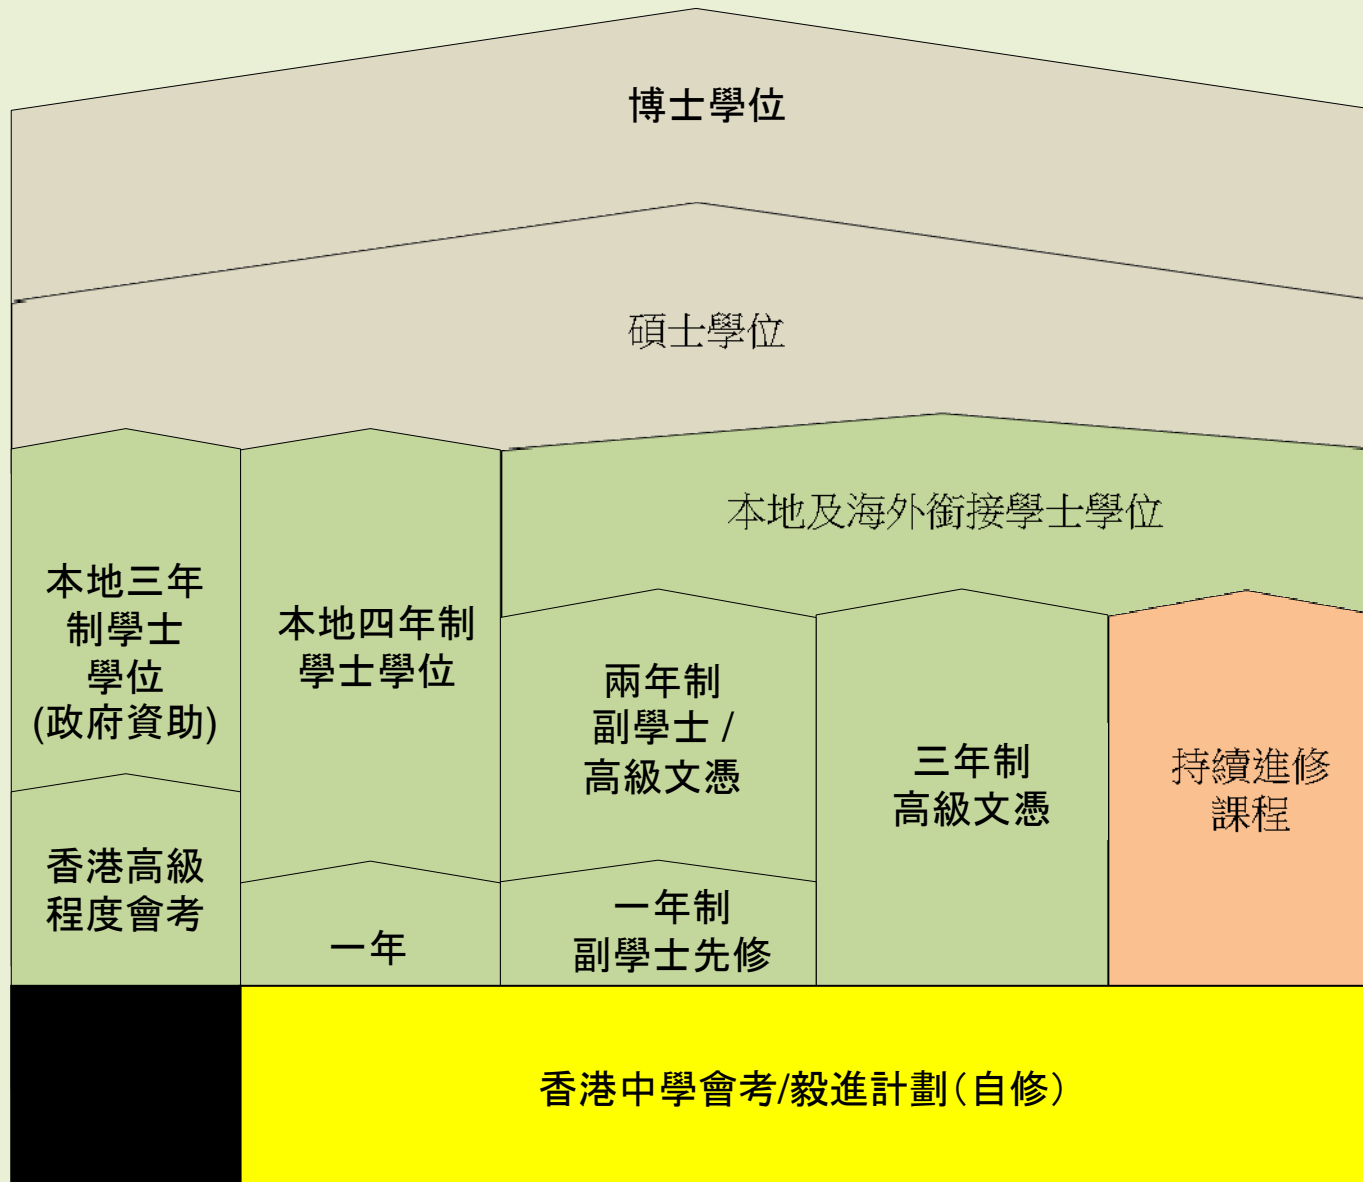 博士學位
碩士學位
本地及海外銜接學士學位
本地三年
制學士
學位
(政府資助)
本地四年制
學士學位
兩年制
副學士 /
高級文憑
三年制
高級文憑
持續進修
課程
香港高級
程度會考
一年
一年制
副學士先修
香港中學會考/毅進計劃（自修）